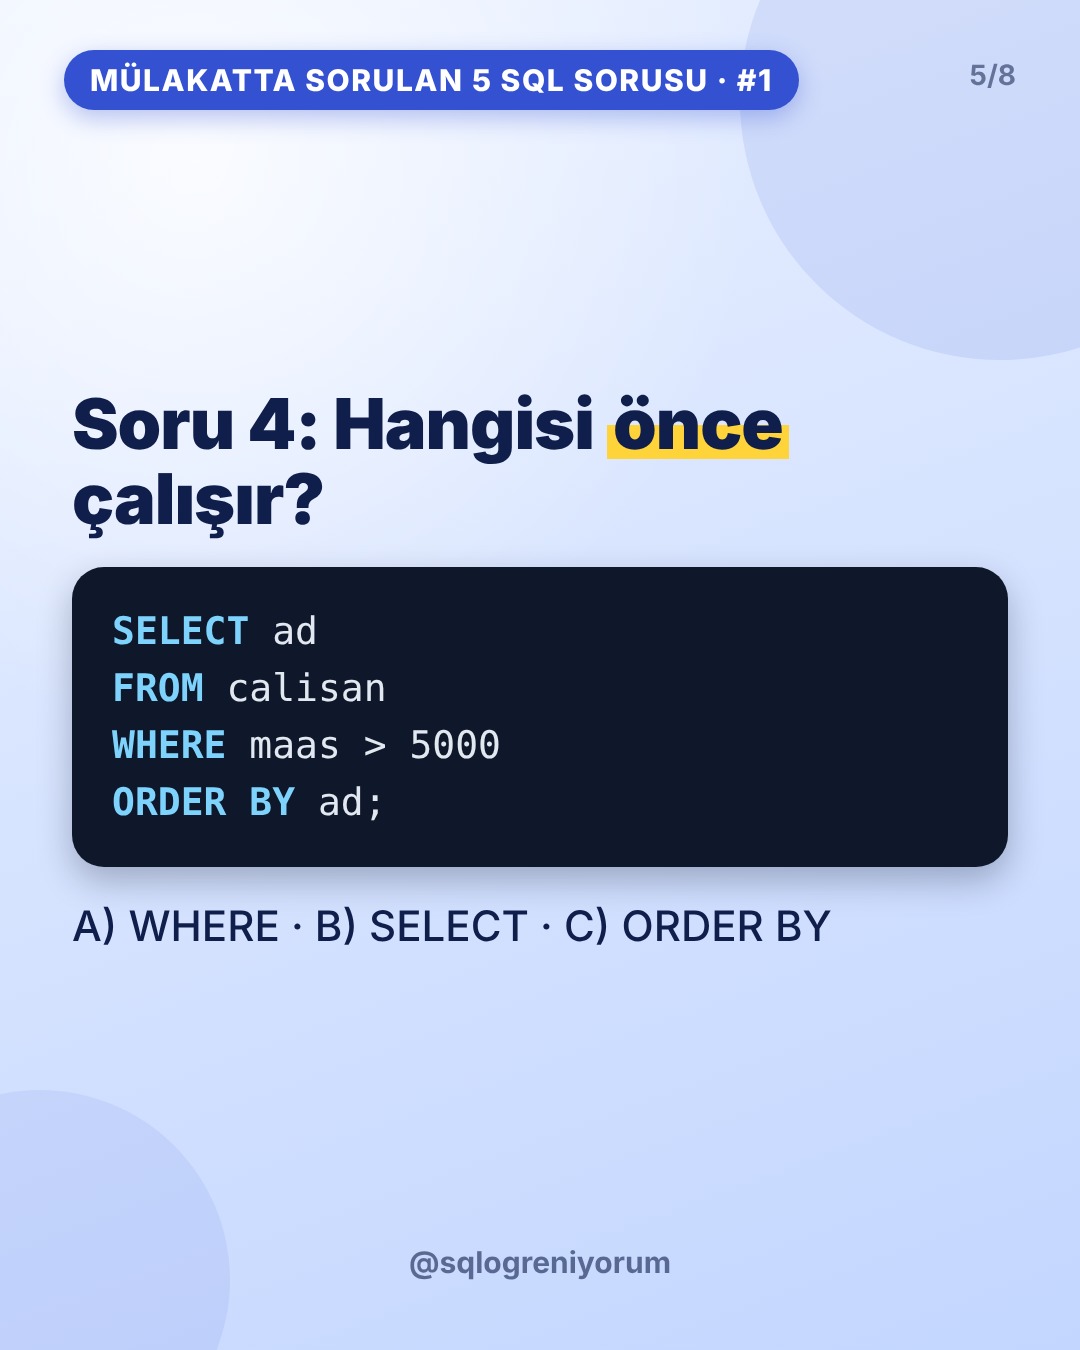 MÜLAKATTA SORULAN 5 SQL SORUSU · #1
5/8
Soru 4: Hangisi önce
çalışır?
SELECT ad
FROM calisan
WHERE maas > 5000
ORDER BY ad;
A) WHERE · B) SELECT · C) ORDER BY
@sqlogreniyorum